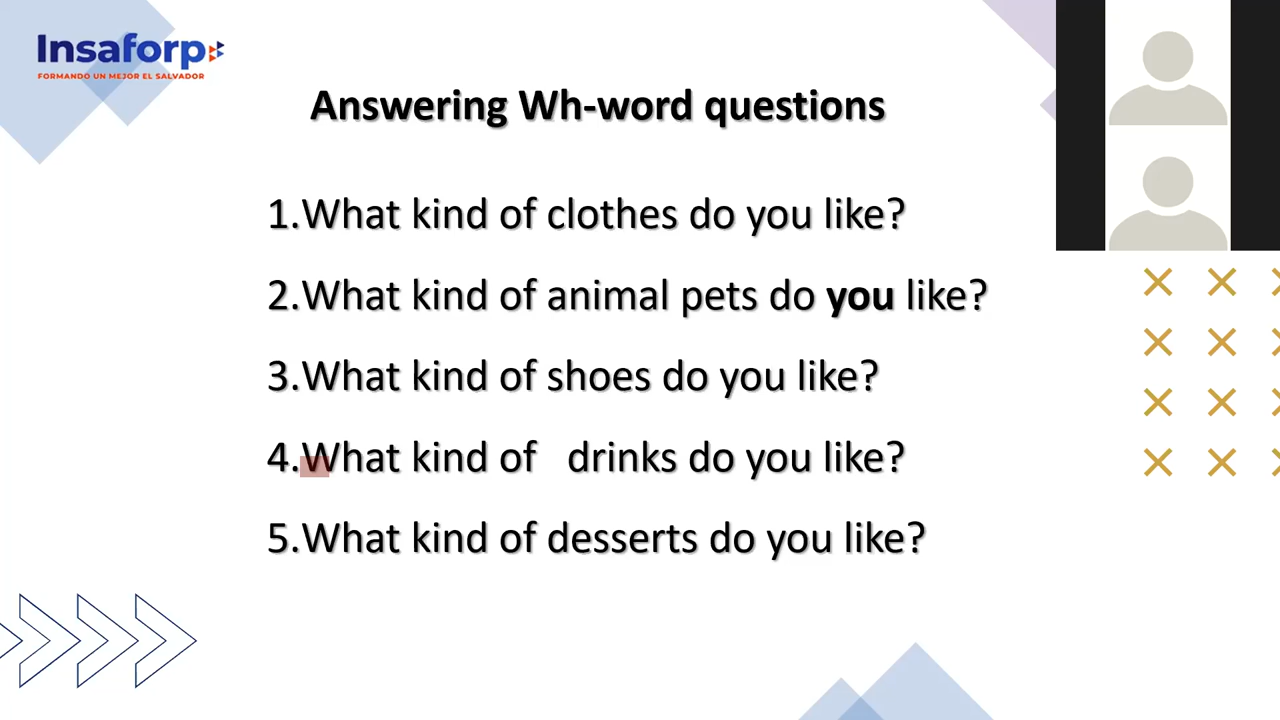 Insaforp
FORMANDO UN MEJOR EL SALVADOR
Answering Wh-word questions
1.What kind of clothes do you like?
2.What kind of animal pets do you like?
3.What kind of shoes do you like?
4.What kind of drinks do you like?
5.What kind of desserts do you like?